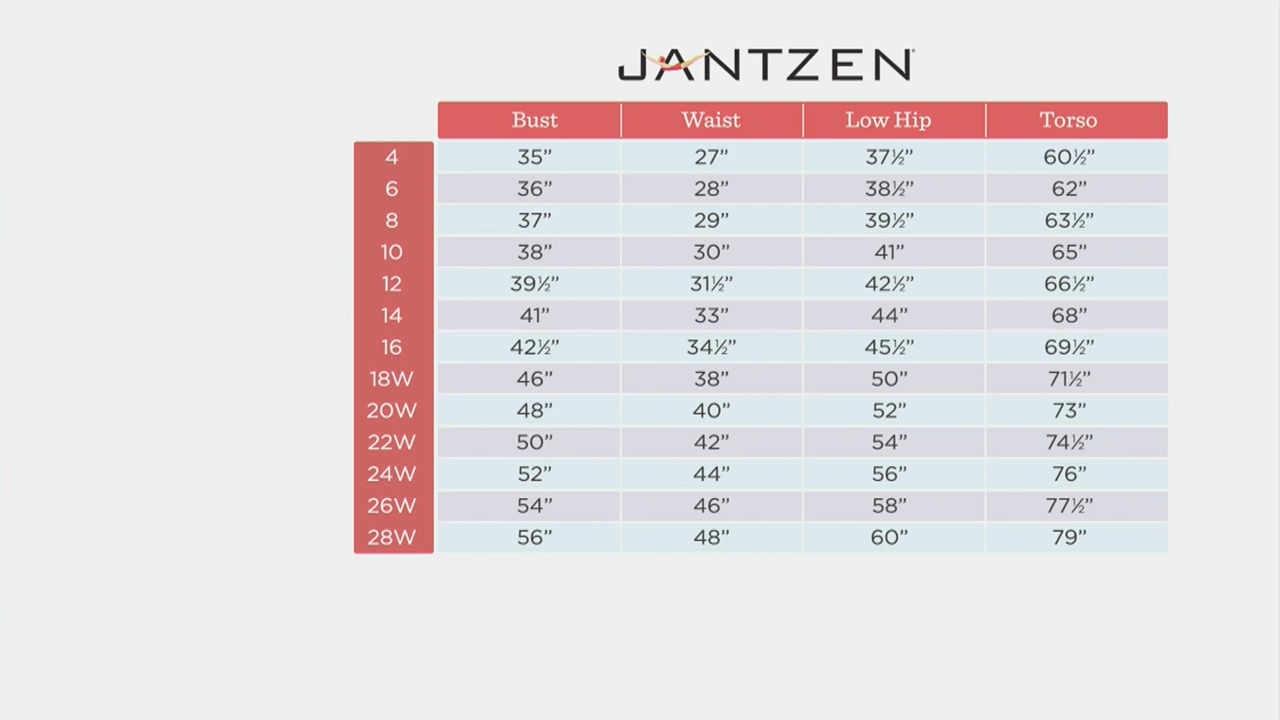 JANTZEN
Bust Waist Low Hip Torso
4 35” 27” 37½” 60½”
6 36” 28” 38½” 62”
8 37” 29” 39½” 63½”
10 38” 30” 41” 65”
12 39½” 31½” 42½” 66½”
14 41” 33” 44” 68”
16 42½” 34½” 45½” 69½”
18W 46” 38” 50” 71½”
20W 48” 40” 52” 73”
22W 50” 42” 54” 74½”
24W 52” 44” 56” 76”
26W 54” 46” 58” 77½”
28W 56” 48” 60” 79”